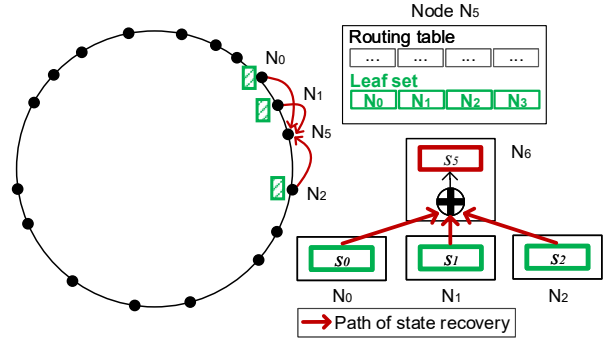 Node N5
Routing table
... ... ... ...
Leaf set
N0 N1 N2 N3
N0
N1
N5
N2
S5
N6
S0 S1 S2
N0 N1 N2
Path of state recovery